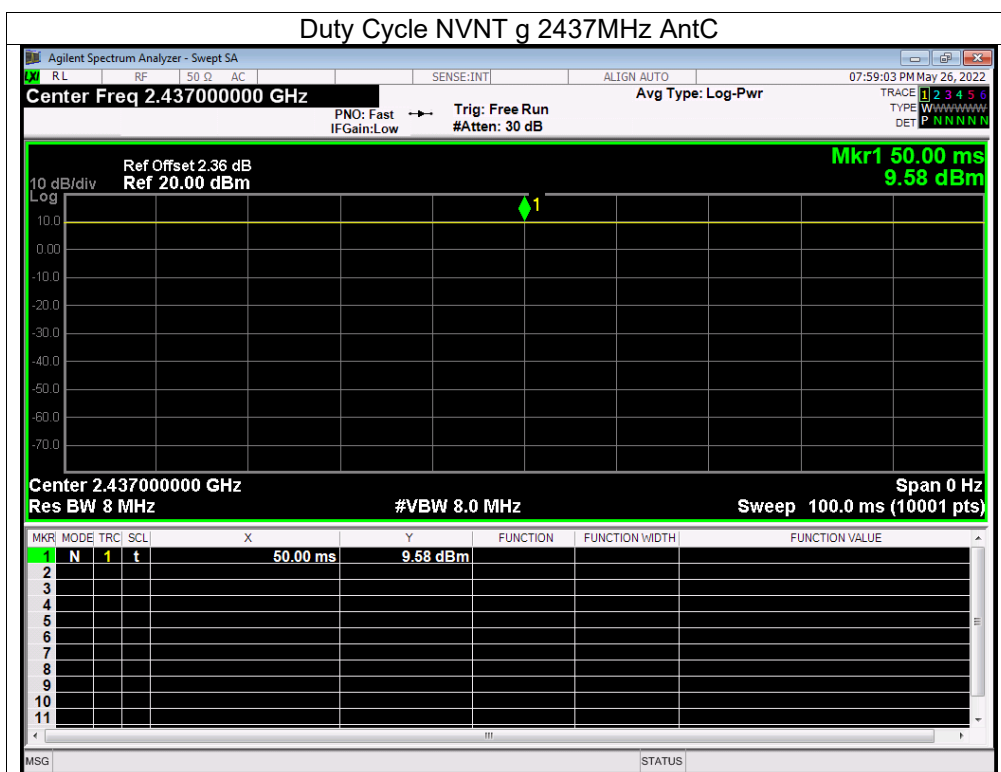 Duty Cycle NVNT g 2437MHz AntC
Agilent Spectrum Analyzer - Swept SA
LXI RL RF 50 Ω AC SENSE:INT ALIGN AUTO 07:59:03 PM May 26, 2022
Center Freq 2.437000000 GHz Avg Type: Log-Pwr TRACE 1 2 3 4 5 6
PNO: Fast Trig: Free Run TYPE WWWWWW
IFGain:Low #Atten: 30 dB DET P N N N N N
Mkr1 50.00 ms
Ref Offset 2.36 dB
10 dB/div Ref 20.00 dBm 9.58 dBm
Log
1
10.0
0.00
-10.0
-20.0
-30.0
-40.0
-50.0
-60.0
-70.0
Center 2.437000000 GHz Span 0 Hz
Res BW 8 MHz #VBW 8.0 MHz Sweep 100.0 ms (10001 pts)
MKR MODE TRC SCL X Y FUNCTION FUNCTION WIDTH FUNCTION VALUE
1 N 1 t 50.00 ms 9.58 dBm
2
3
4
5
6
7
8
9
10
11
MSG STATUS